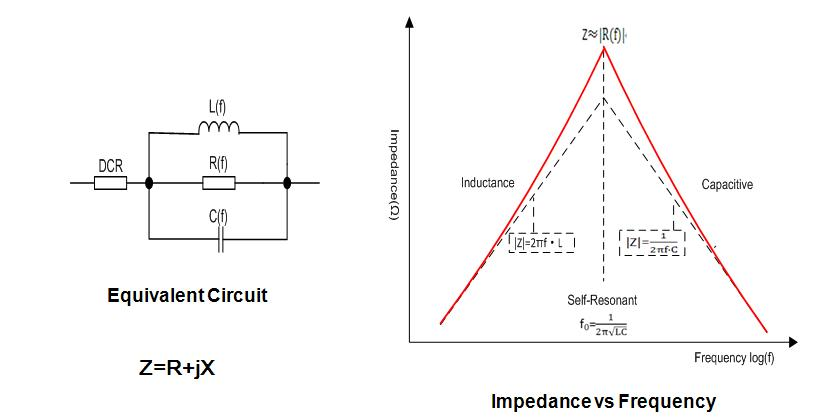 L(f)
DCR
R(f)
C(f)
Equivalent Circuit
Z=R+jX
Z≈|R(f)|
Impedance(Ω)
Inductance
Capacitive
|Z|=2πf・L
|Z|=1/2πf·C
Self-Resonant
f₀=1/2π√LC
Frequency log(f)
Impedance vs Frequency